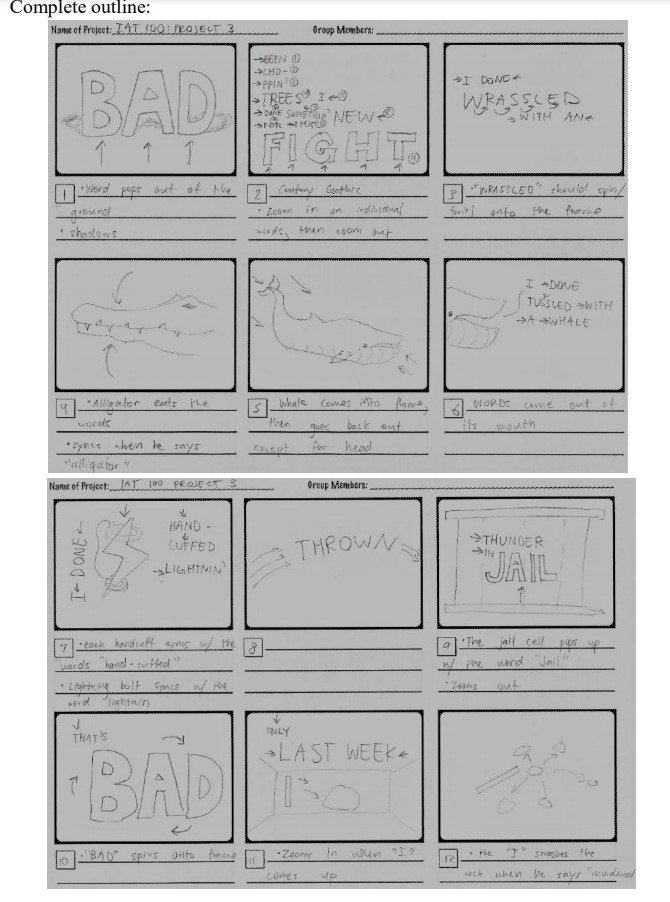 Complete outline:
Name of Project: IAT 100: PROJECT 3
Group Members:
BAD
→BEEN ①
→CHO- ②
→PPIN' ③
→TREES I←
→DONE SOMETHIN' NEW
→FOR
FIGHT.
→I DONE←
WRASSLED
→WITH AN←
1 • Word pops out of the
ground
• shadows
2 Century Gothic
• Zoom in on individual
words, then zoom out
3 • "WRASSLED" should spin/
twirl onto the frame
I →DONE
TUSSLED →WITH
→A →WHALE
4 • Alligator eats the
words
• syncs when he says
"alligator"
5 Whale comes into frame,
then goes back out
except for head
6 WORDS come out of
its mouth
Name of Project: IAT 100 PROJECT 3
Group Members:
I→DONE←
HAND-
CUFFED
→LIGHTNIN'
THROWN
→THUNDER
→IN
JAIL
7 • each handcuff syncs w/ the
words "hand-cuffed"
• Lightning bolt syncs w/ the
word "lightnin
8
9 • The jail cell pops up
w/ the word "Jail"
• Zooms out
THAT'S
BAD
ONLY
→LAST WEEK←
I
10 • "BAD" spins onto frame
11 • Zooms in when "I"
comes up
12 • the "I" smashes the
rock when he says "murdered